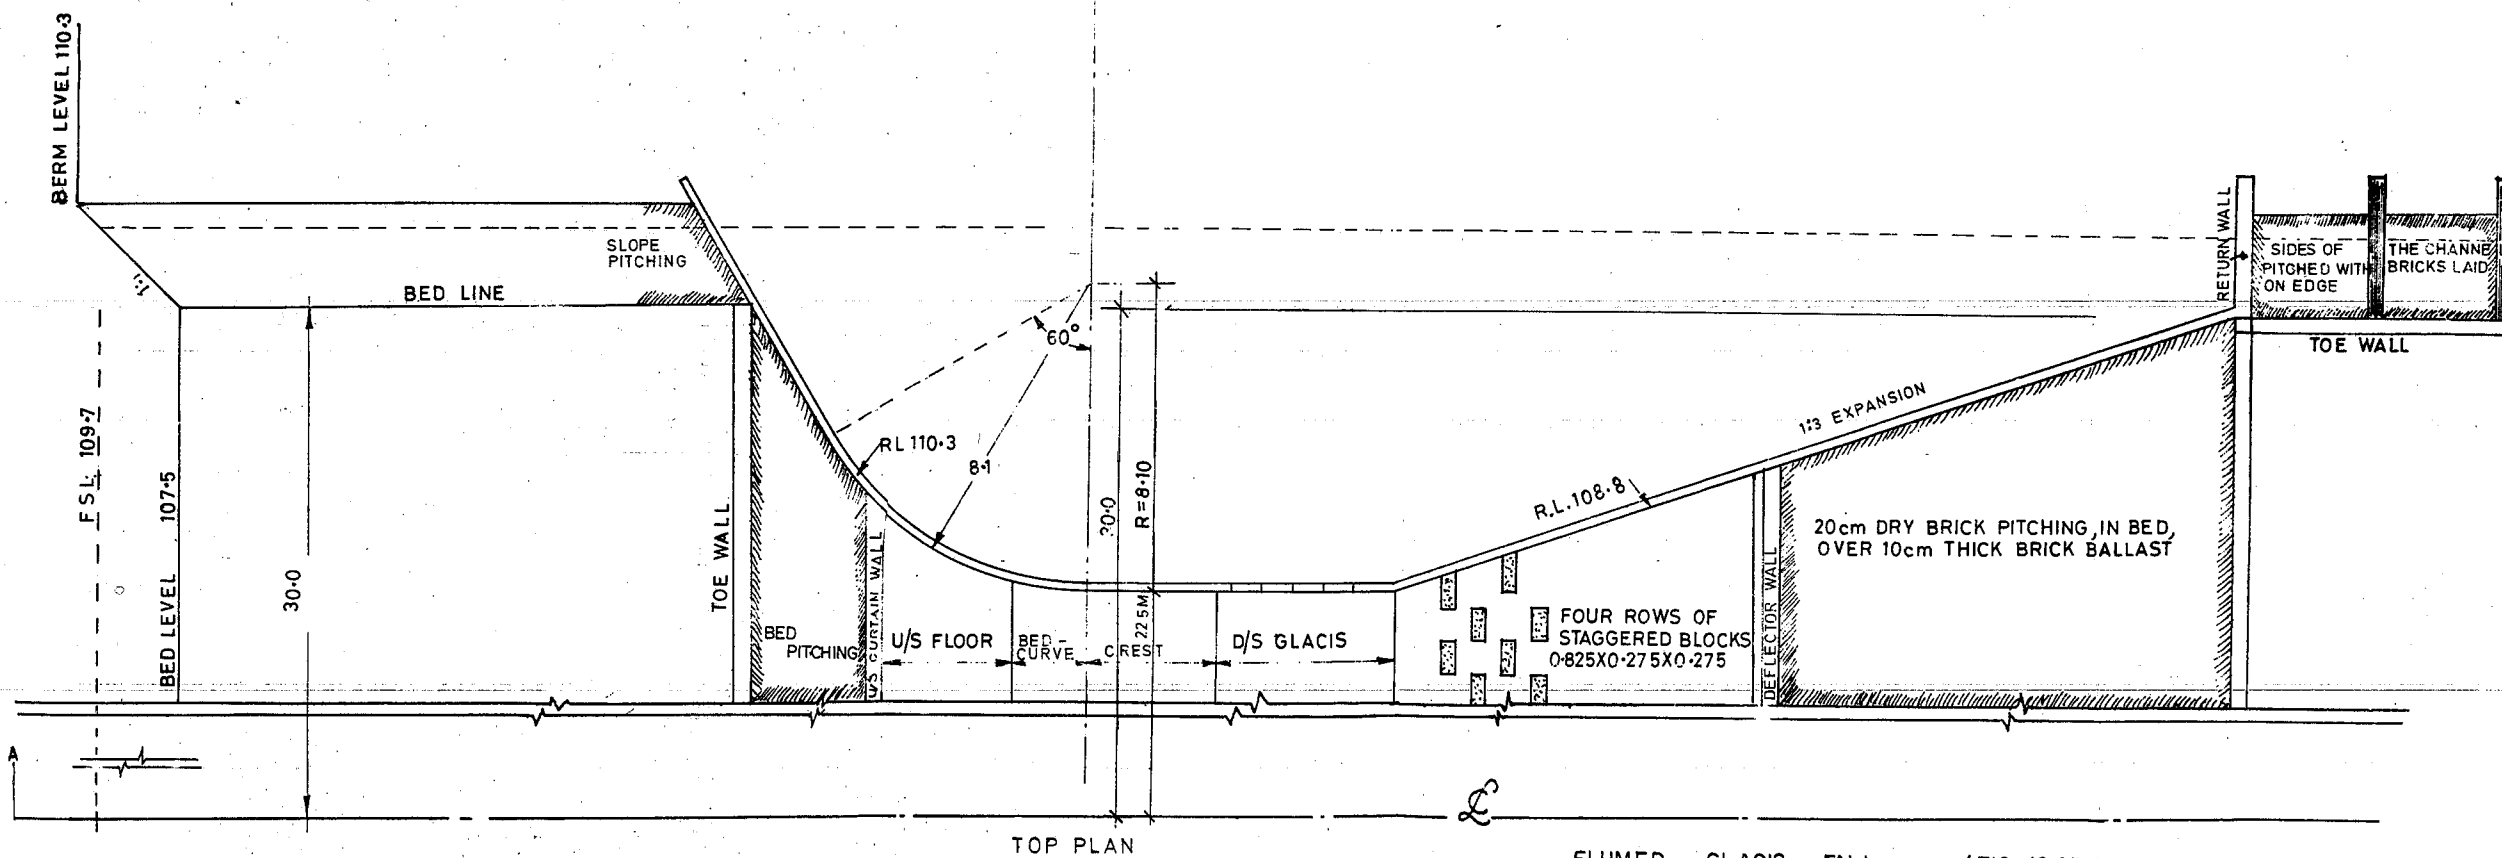 BERM LEVEL 110.3
SLOPE
PITCHING
1:1
BED LINE
60°
RETURN WALL
SIDES OF
PITCHED WITH
ON EDGE
THE CHANNE
BRICKS LAID
TOE WALL
1:3 EXPANSION
RL 110.3
8.1
R=8.10
30.0
R.L. 108.8
F S L. 109.7
BED LEVEL 107.5
30.0
TOE WALL
20cm DRY BRICK PITCHING, IN BED,
OVER 10cm THICK BRICK BALLAST
BED
PITCHING
U/S CURTAIN WALL
U/S FLOOR
BED-
CURVE
CREST
22.5M
D/S GLACIS
FOUR ROWS OF
STAGGERED BLOCKS
0.825X0.275X0.275
DEFLECTOR WALL
A
TOP PLAN